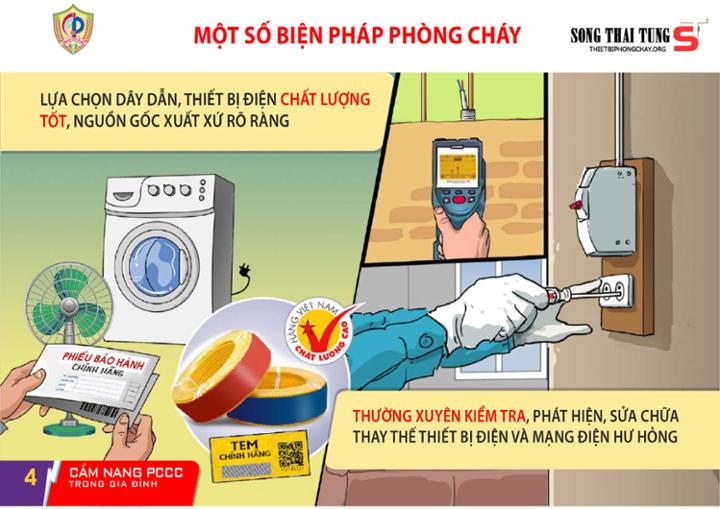 MỘT SỐ BIỆN PHÁP PHÒNG CHÁY
SONG THAI TUNG
THIETBIPHONGCHAY.ORG
ST
LỰA CHỌN DÂY DẪN, THIẾT BỊ ĐIỆN CHẤT LƯỢNG
TỐT, NGUỒN GỐC XUẤT XỨ RÕ RÀNG
HÀNG VIỆT NAM
CHẤT LƯỢNG CAO
PHIẾU BẢO HÀNH
CHÍNH HÃNG
TEM
CHÍNH HÃNG
THƯỜNG XUYÊN KIỂM TRA, PHÁT HIỆN, SỬA CHỮA
THAY THẾ THIẾT BỊ ĐIỆN VÀ MẠNG ĐIỆN HƯ HỎNG
4
CẨM NANG PCCC
TRONG GIA ĐÌNH